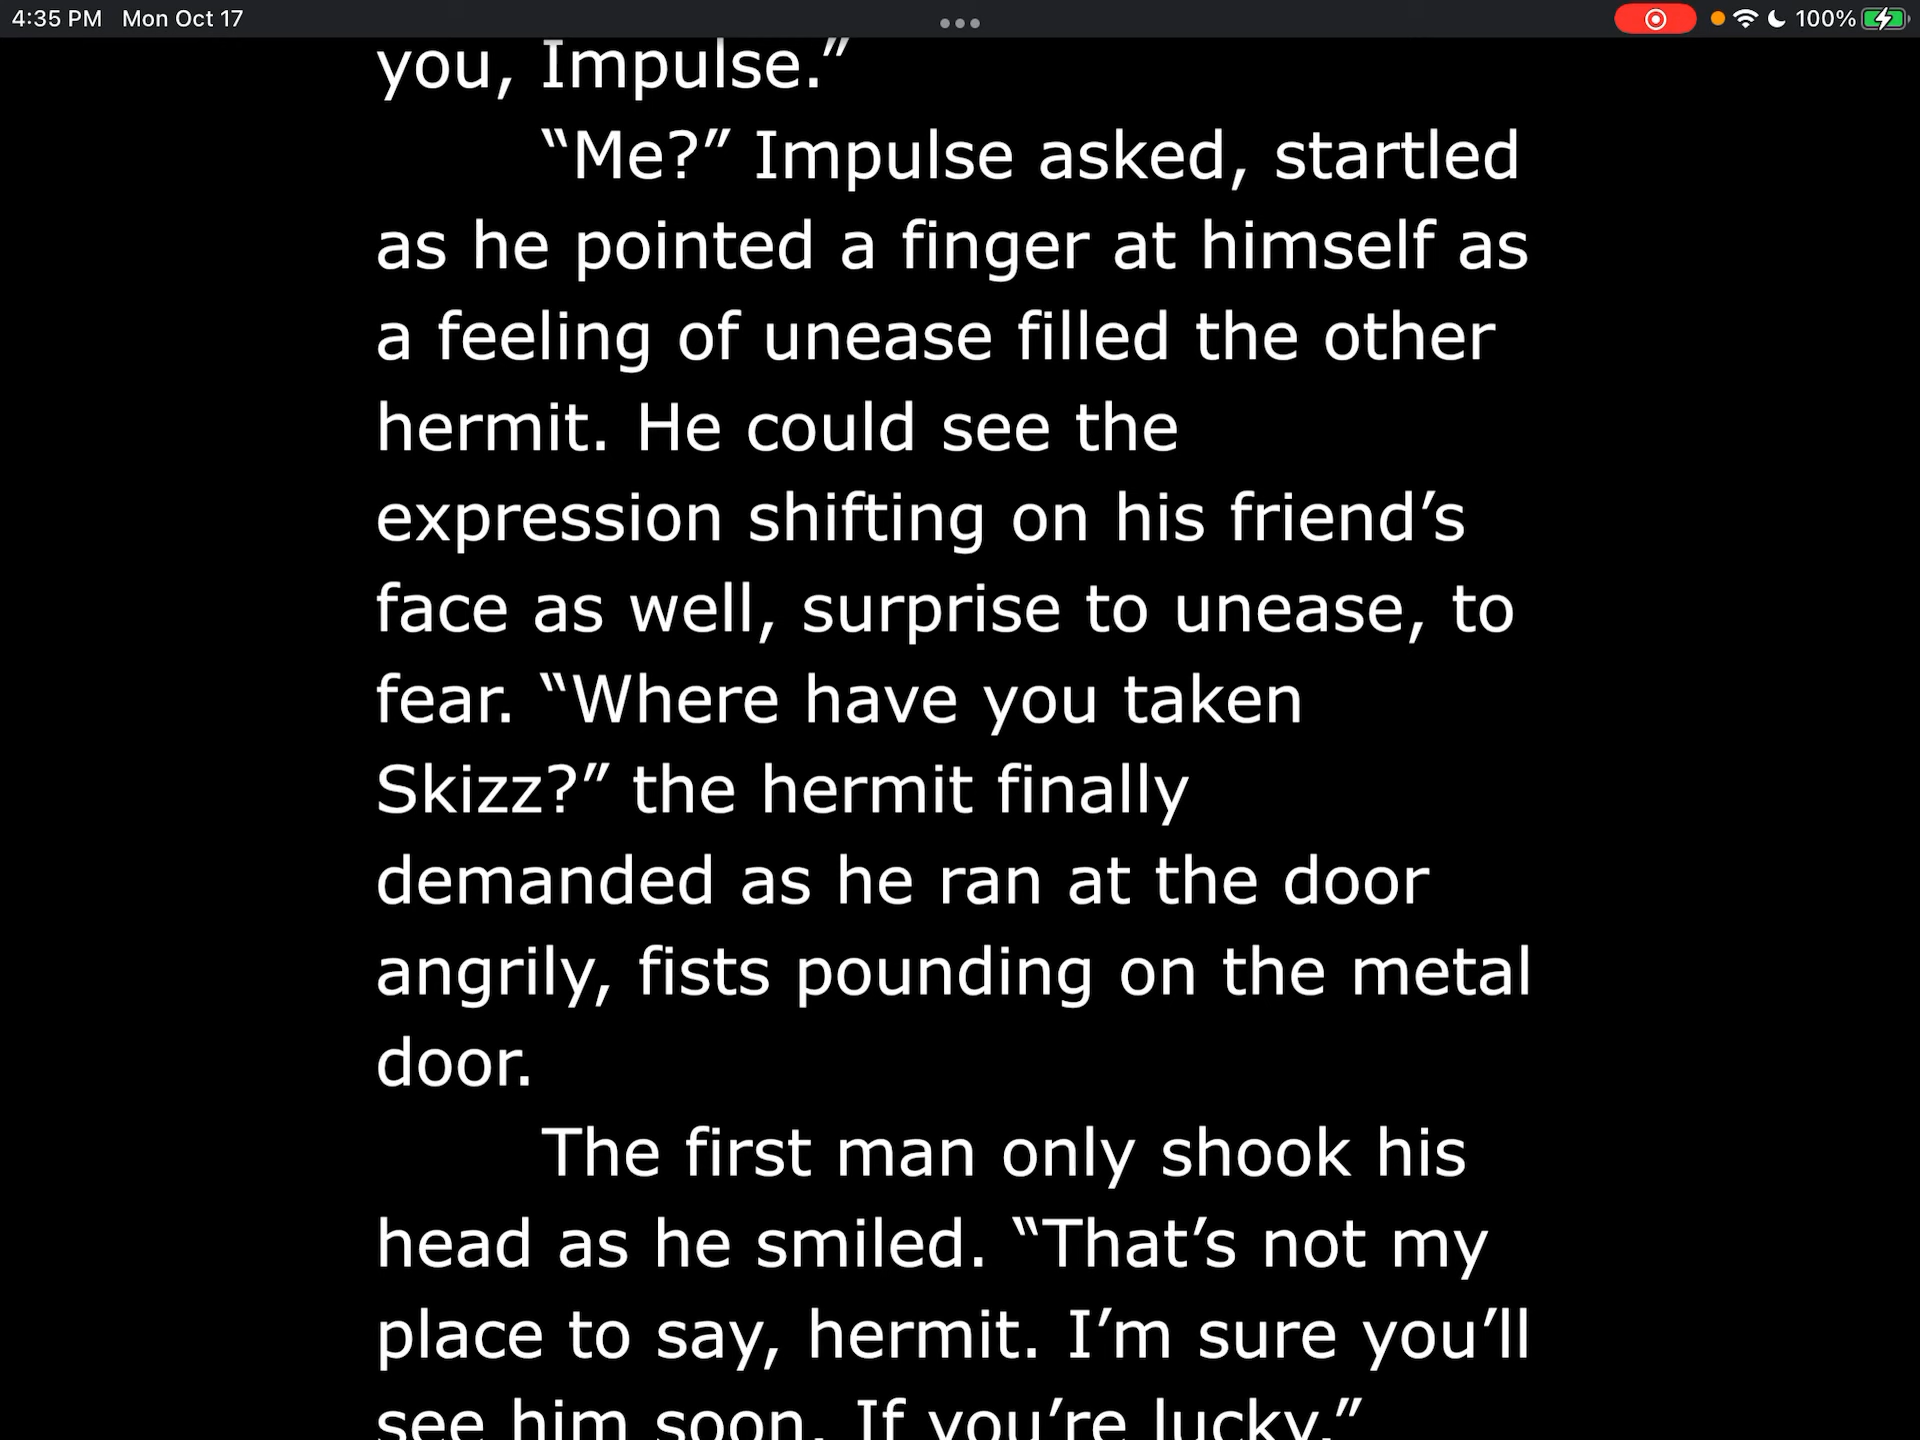 4:35 PM Mon Oct 17
100%
you, Impulse.”
“Me?” Impulse asked, startled
as he pointed a finger at himself as
a feeling of unease filled the other
hermit. He could see the
expression shifting on his friend’s
face as well, surprise to unease, to
fear. “Where have you taken
Skizz?” the hermit finally
demanded as he ran at the door
angrily, fists pounding on the metal
door.
The first man only shook his
head as he smiled. “That’s not my
place to say, hermit. I’m sure you’ll
see him soon. If you’re lucky.”